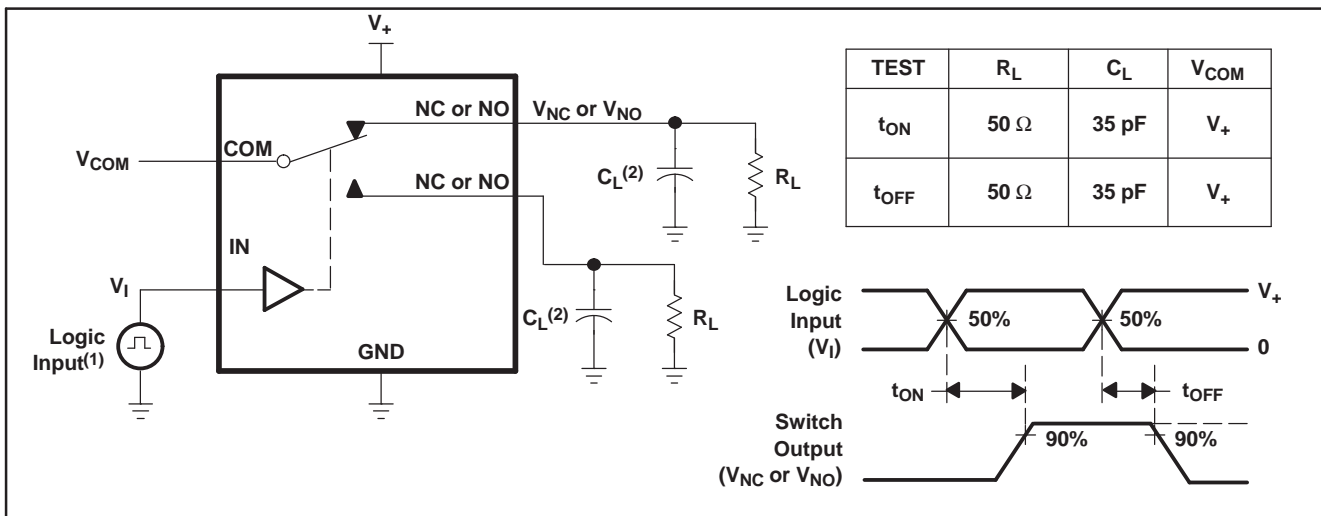 V+
NC or NO
VNC or VNO
COM
VCOM
CL(2)
RL
NC or NO
IN
VI
CL(2)
RL
Logic
Input(1)
GND
TEST RL CL VCOM
tON 50 Ω 35 pF V+
tOFF 50 Ω 35 pF V+
Logic
Input
(VI)
50%
50%
V+
0
tON
tOFF
Switch
Output
(VNC or VNO)
90%
90%